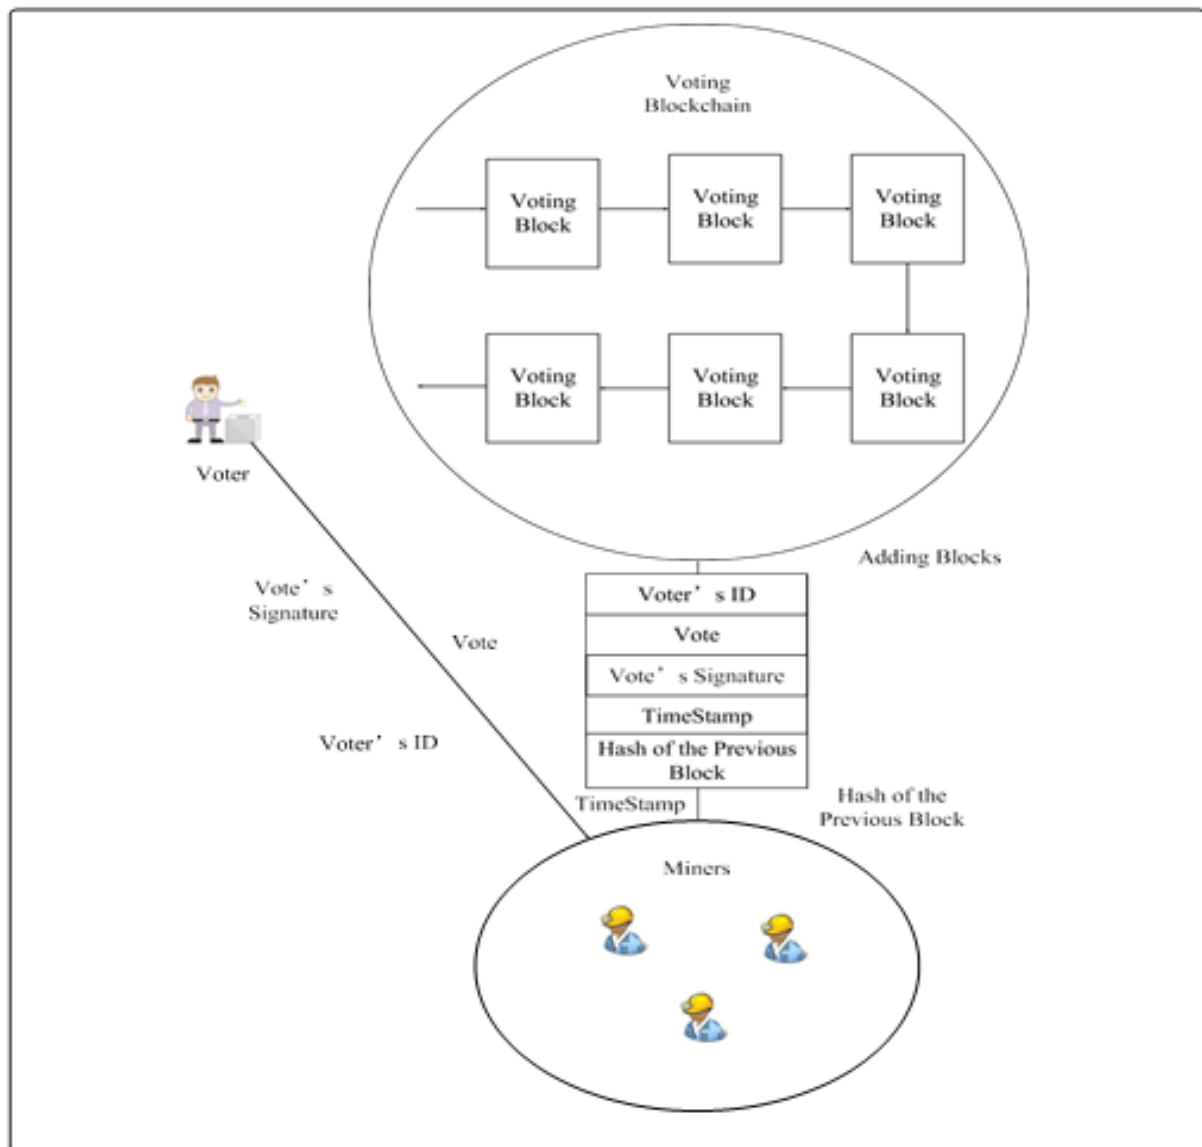 Voting
Blockchain
Voting
Block
Voting
Block
Voting
Block
Voting
Block
Voting
Block
Voting
Block
Voter
Adding Blocks
Vote’s
Signature
Vote
Voter’s ID
Voter’s ID
Vote
Vote’s Signature
TimeStamp
Hash of the Previous
Block
TimeStamp
Hash of the
Previous Block
Miners